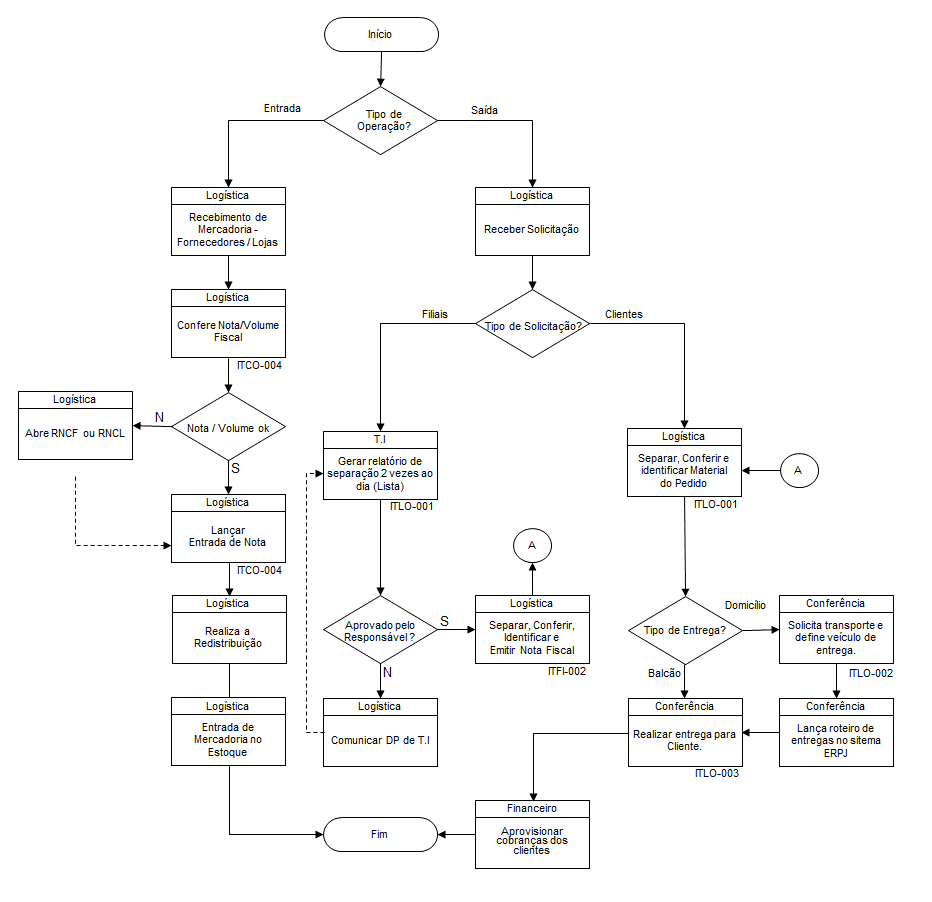 Início
Tipo de
Operação?
Entrada
Saída
Logística
Recebimento de
Mercadoria -
Fornecedores / Lojas
Logística
Receber Solicitação
Logística
Confere Nota/Volume
Fiscal
ITCO-004
Tipo de Solicitação?
Filiais
Clientes
Logística
Abre RNCF ou RNCL
N
Nota / Volume ok
S
T.I
Gerar relatório de
separação 2 vezes ao
dia (Lista)
ITLO-001
Logística
Separar, Conferir e
identificar Material
do Pedido
ITLO-001
A
Logística
Lançar
Entrada de Nota
ITCO-004
A
Logística
Realiza a
Redistribuição
Aprovado pelo
Responsável ?
S
N
Logística
Separar, Conferir,
Identificar e
Emitir Nota Fiscal
ITFI-002
Tipo de Entrega?
Domicílio
Balcão
Conferência
Solicita transporte e
define veículo de
entrega.
ITLO-002
Logística
Entrada de
Mercadoria no
Estoque
Logística
Comunicar DP de T.I
Conferência
Realizar entrega para
Cliente.
ITLO-003
Conferência
Lança roteiro de
entregas no sitema
ERPJ
Fim
Financeiro
Aprovisionar
cobranças dos
clientes